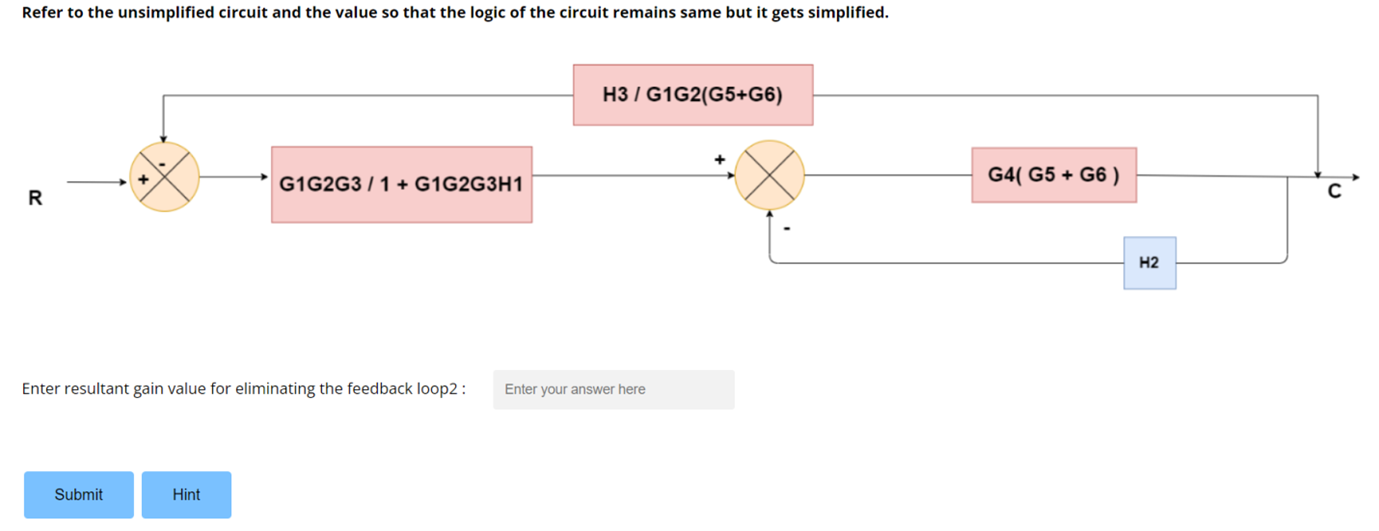 Refer to the unsimplified circuit and the value so that the logic of the circuit remains same but it gets simplified.
H3 / G1G2(G5+G6)
-
+
+
G1G2G3 / 1 + G1G2G3H1
G4( G5 + G6 )
R
C
-
H2
Enter resultant gain value for eliminating the feedback loop2 :
Enter your answer here
Submit
Hint